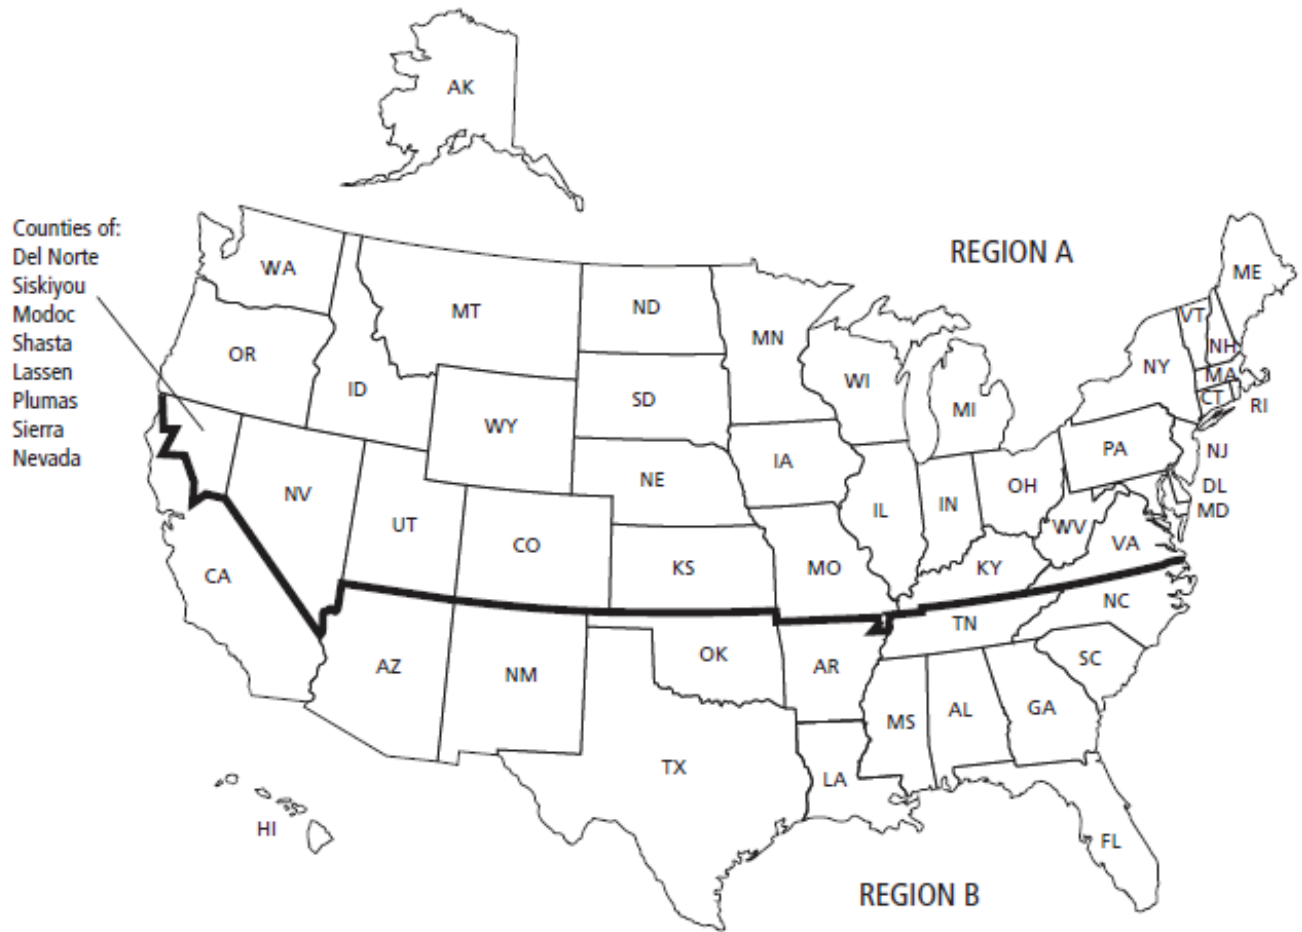 AK
Counties of:
Del Norte
Siskiyou
Modoc
Shasta
Lassen
Plumas
Sierra
Nevada
REGION A
WA
MT
ND
MN
ME
VT
NH
OR
ID
SD
WI
MI
NY
MA
CT
RI
WY
IA
PA
NJ
NV
NE
IL
IN
OH
DL
MD
UT
CO
WV
VA
CA
KS
MO
KY
NC
TN
AZ
NM
OK
AR
SC
MS
AL
GA
TX
LA
HI
FL
REGION B